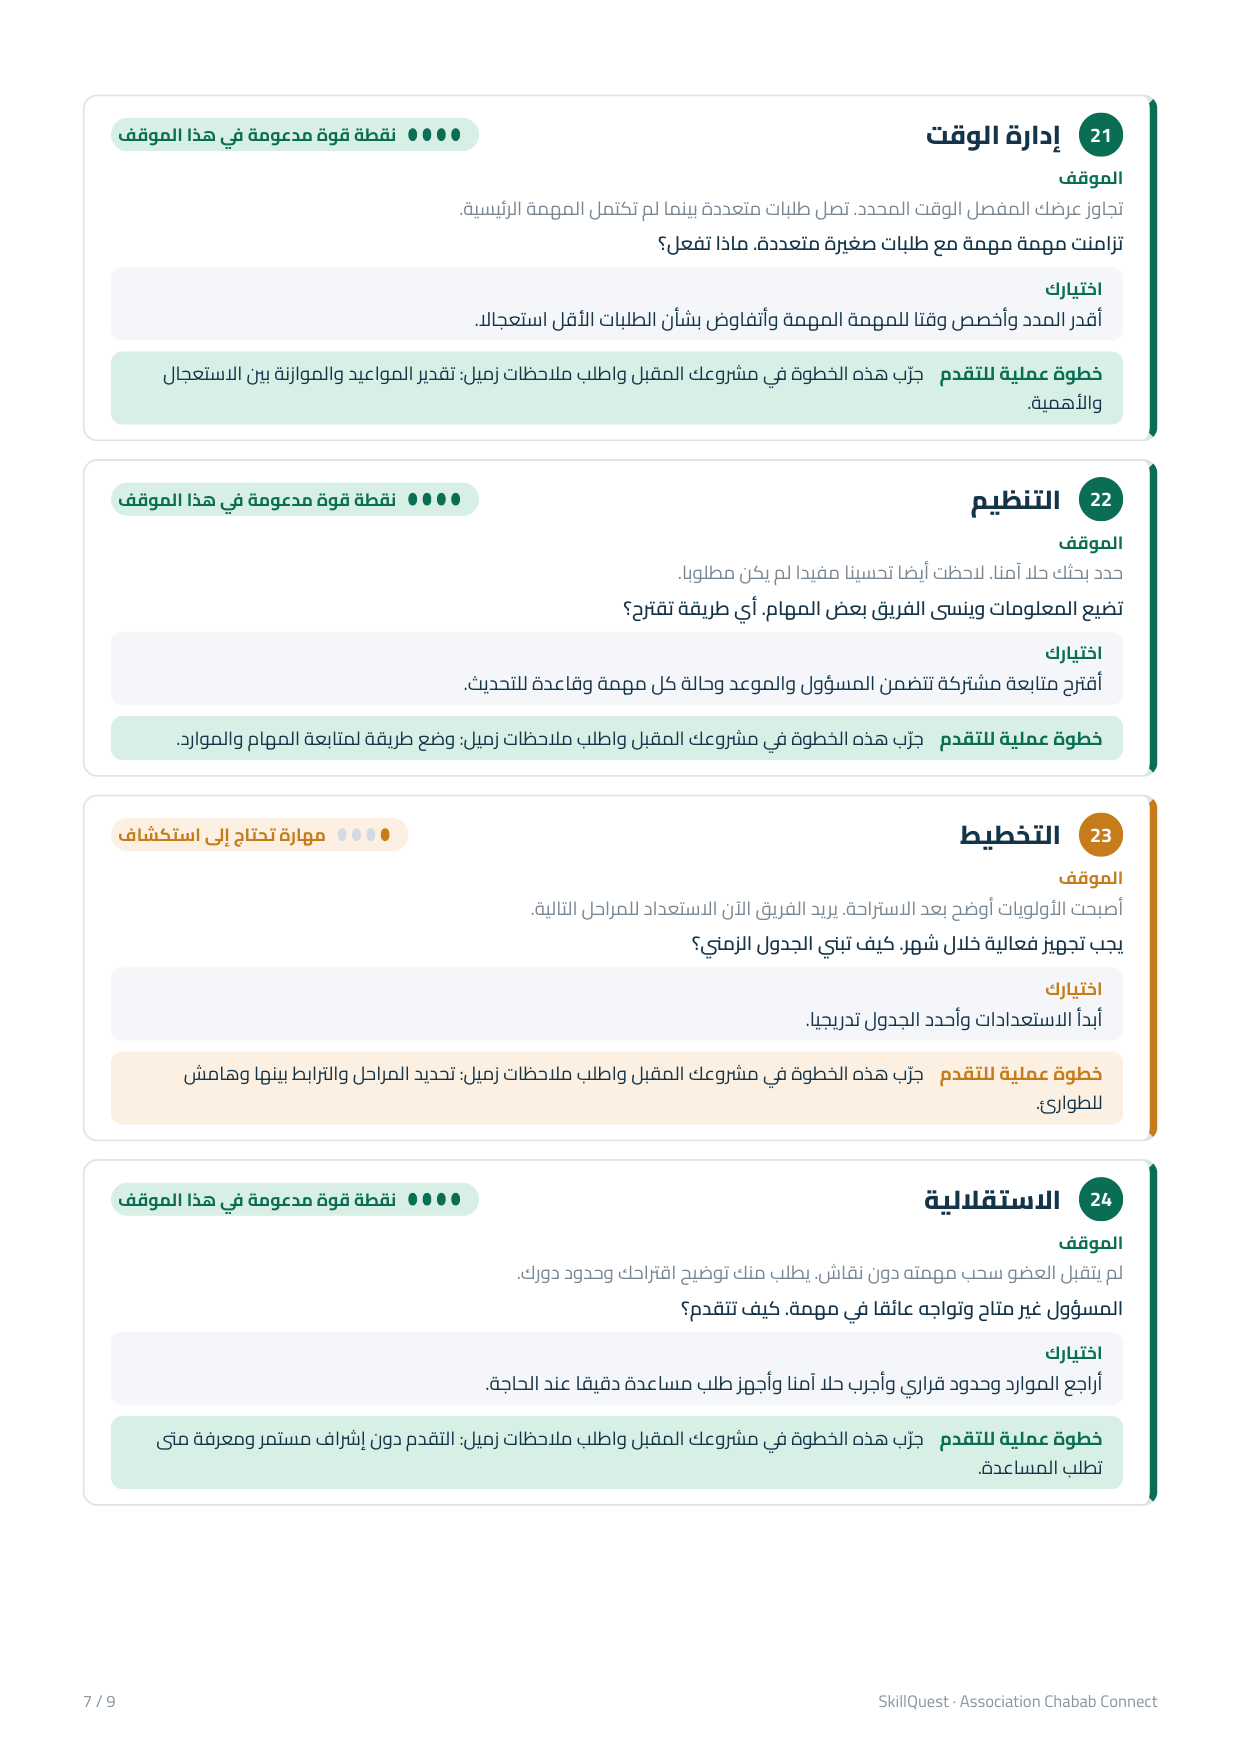 21 إدارة الوقت نقطة قوة مدعومة في هذا الموقف
الموقف
تجاوز عرضك المفصل الوقت المحدد. تصل طلبات متعددة بينما لم تكتمل المهمة الرئيسية.
تزامنت مهمة مهمة مع طلبات صغيرة متعددة. ماذا تفعل؟
اختيارك
أقدر المدد وأخصص وقتا للمهمة المهمة وأتفاوض بشأن الطلبات الأقل استعجالا.
خطوة عملية للتقدم جرّب هذه الخطوة في مشروعك المقبل واطلب ملاحظات زميل: تقدير المواعيد والموازنة بين الاستعجال
والأهمية.
22 التنظيم نقطة قوة مدعومة في هذا الموقف
الموقف
حدد بحثك حلا آمنا. لاحظت أيضا تحسينا مفيدا لم يكن مطلوبا.
تضيع المعلومات وينسى الفريق بعض المهام. أي طريقة تقترح؟
اختيارك
أقترح متابعة مشتركة تتضمن المسؤول والموعد وحالة كل مهمة وقاعدة للتحديث.
خطوة عملية للتقدم جرّب هذه الخطوة في مشروعك المقبل واطلب ملاحظات زميل: وضع طريقة لمتابعة المهام والموارد.
23 التخطيط مهارة تحتاج إلى استكشاف
الموقف
أصبحت الأولويات أوضح بعد الاستراحة. يريد الفريق الآن الاستعداد للمراحل التالية.
يجب تجهيز فعالية خلال شهر. كيف تبني الجدول الزمني؟
اختيارك
أبدأ الاستعدادات وأحدد الجدول تدريجيا.
خطوة عملية للتقدم جرّب هذه الخطوة في مشروعك المقبل واطلب ملاحظات زميل: تحديد المراحل والترابط بينها وهامش
للطوارئ.
24 الاستقلالية نقطة قوة مدعومة في هذا الموقف
الموقف
لم يتقبل العضو سحب مهمته دون نقاش. يطلب منك توضيح اقتراحك وحدود دورك.
المسؤول غير متاح وتواجه عائقا في مهمة. كيف تتقدم؟
اختيارك
أراجع الموارد وحدود قراري وأجرب حلا آمنا وأجهز طلب مساعدة دقيقا عند الحاجة.
خطوة عملية للتقدم جرّب هذه الخطوة في مشروعك المقبل واطلب ملاحظات زميل: التقدم دون إشراف مستمر ومعرفة متى
تطلب المساعدة.
SkillQuest · Association Chabab Connect
7 / 9